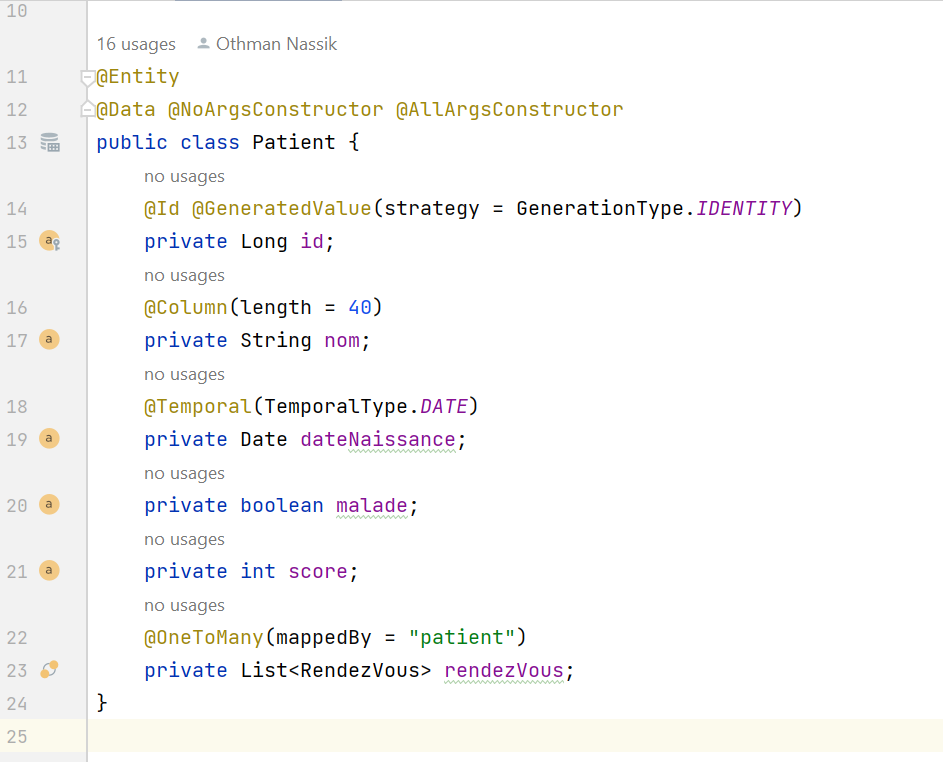 10
16 usages Othman Nassik
11 @Entity
12 @Data @NoArgsConstructor @AllArgsConstructor
13 public class Patient {
no usages
14 @Id @GeneratedValue(strategy = GenerationType.IDENTITY)
15 a private Long id;
no usages
16 @Column(length = 40)
17 a private String nom;
no usages
18 @Temporal(TemporalType.DATE)
19 a private Date dateNaissance;
no usages
20 a private boolean malade;
no usages
21 a private int score;
no usages
22 @OneToMany(mappedBy = "patient")
23 private List<RendezVous> rendezVous;
24 }
25